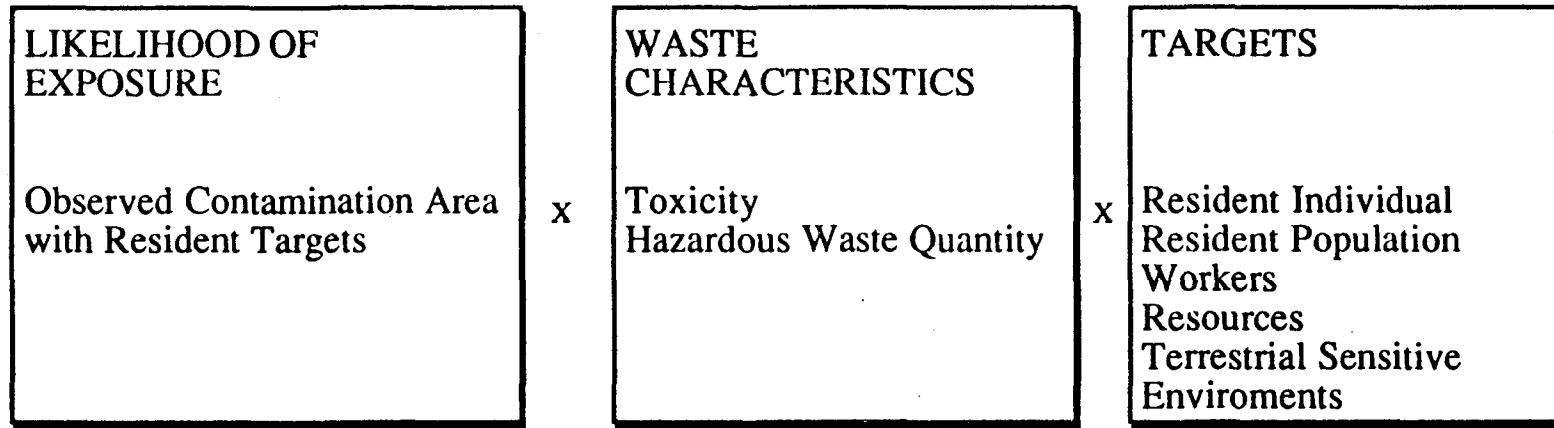 LIKELIHOOD OF
EXPOSURE
Observed Contamination Area
with Resident Targets
x
WASTE
CHARACTERISTICS
Toxicity
Hazardous Waste Quantity
x
TARGETS
Resident Individual
Resident Population
Workers
Resources
Terrestrial Sensitive
Enviroments